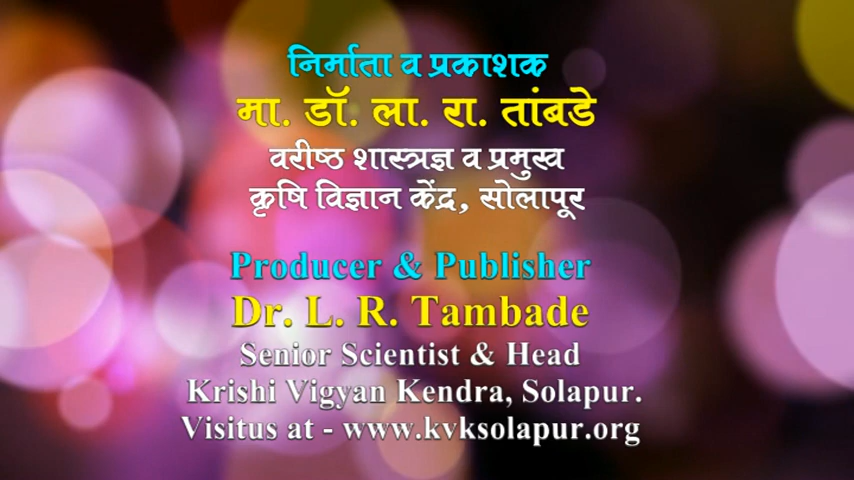 निर्माता व प्रकाशक
मा. डॉ. ला. रा. तांबडे
वरीष्ठ शास्त्रज्ञ व प्रमुख
कृषि विज्ञान केंद्र, सोलापूर
Producer & Publisher
Dr. L. R. Tambade
Senior Scientist & Head
Krishi Vigyan Kendra, Solapur.
Visitus at - www.kvksolapur.org